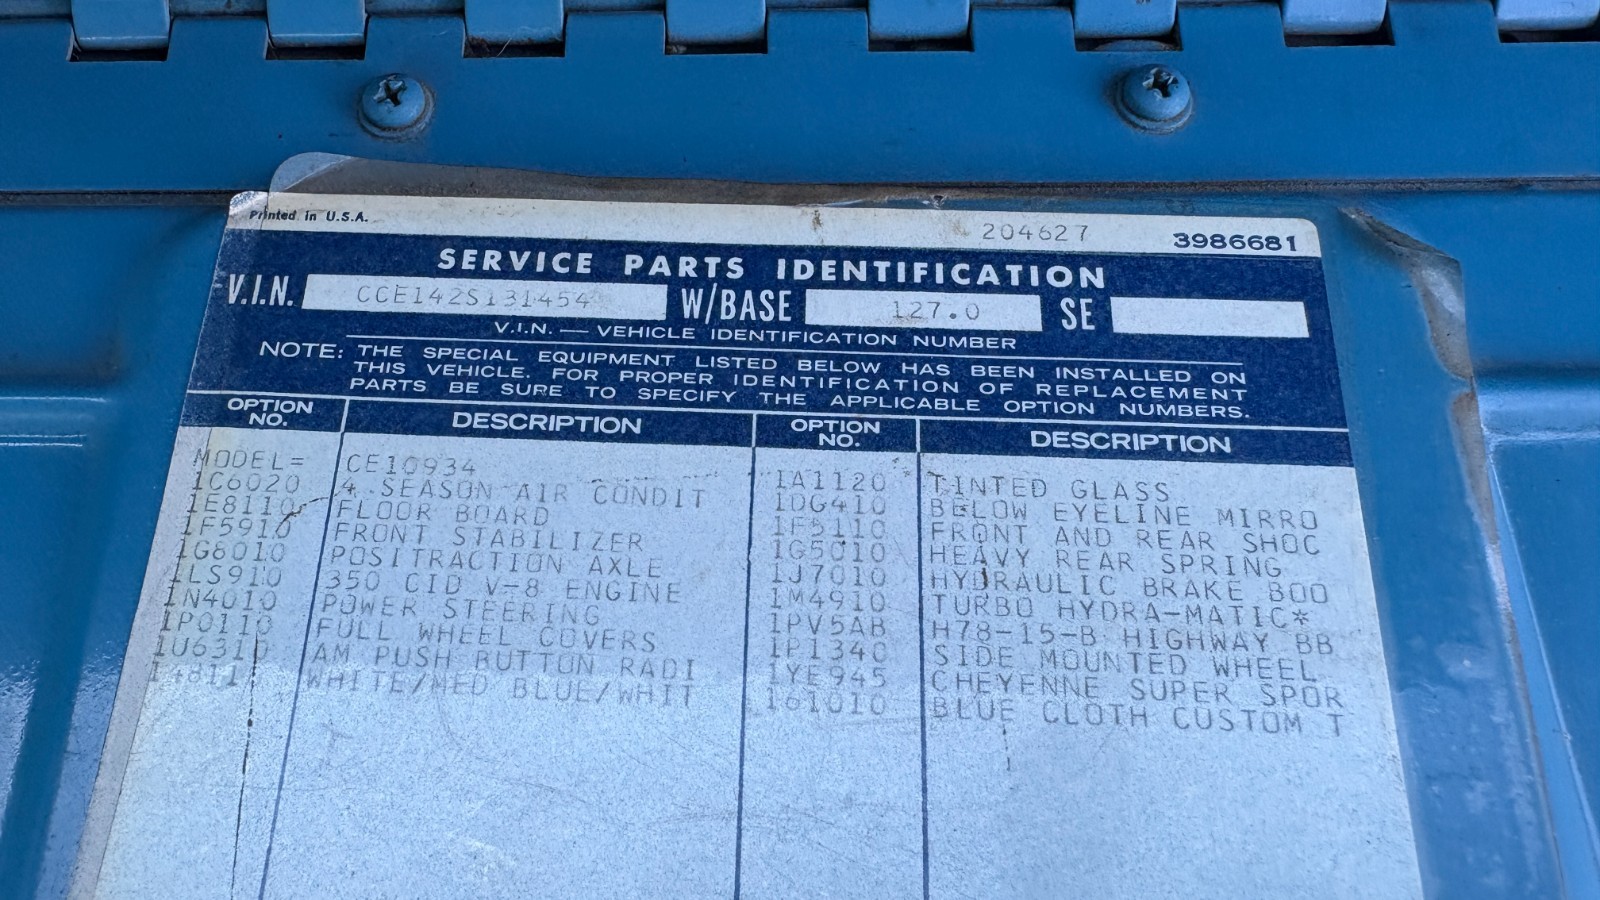 Printed in U.S.A.
204627 3986681
SERVICE PARTS IDENTIFICATION
V.I.N. CCE142S131454 W/BASE 127.0 SE
V.I.N. — VEHICLE IDENTIFICATION NUMBER
NOTE: THE SPECIAL EQUIPMENT LISTED BELOW HAS BEEN INSTALLED ON
THIS VEHICLE. FOR PROPER IDENTIFICATION OF REPLACEMENT
PARTS BE SURE TO SPECIFY THE APPLICABLE OPTION NUMBERS.
OPTION NO. DESCRIPTION OPTION NO. DESCRIPTION
MODEL= CE10934
1C6020 4 SEASON AIR CONDIT 1A1120 TINTED GLASS
1E8110 FLOOR BOARD 1DG410 BELOW EYELINE MIRRO
1F5910 FRONT STABILIZER 1F5110 FRONT AND REAR SHOC
1G8010 POSITRACTION AXLE 1G5010 HEAVY REAR SPRING
1LS910 350 CID V-8 ENGINE 1J7010 HYDRAULIC BRAKE BOO
1N4010 POWER STEERING 1M4910 TURBO HYDRA-MATIC*
1P0110 FULL WHEEL COVERS 1PV5AB H78-15-B HIGHWAY BB
1U6310 AM PUSH BUTTON RADI 1P1340 SIDE MOUNTED WHEEL
WHITE/MED BLUE/WHIT 1YE945 CHEYENNE SUPER SPOR
161010 BLUE CLOTH CUSTOM T